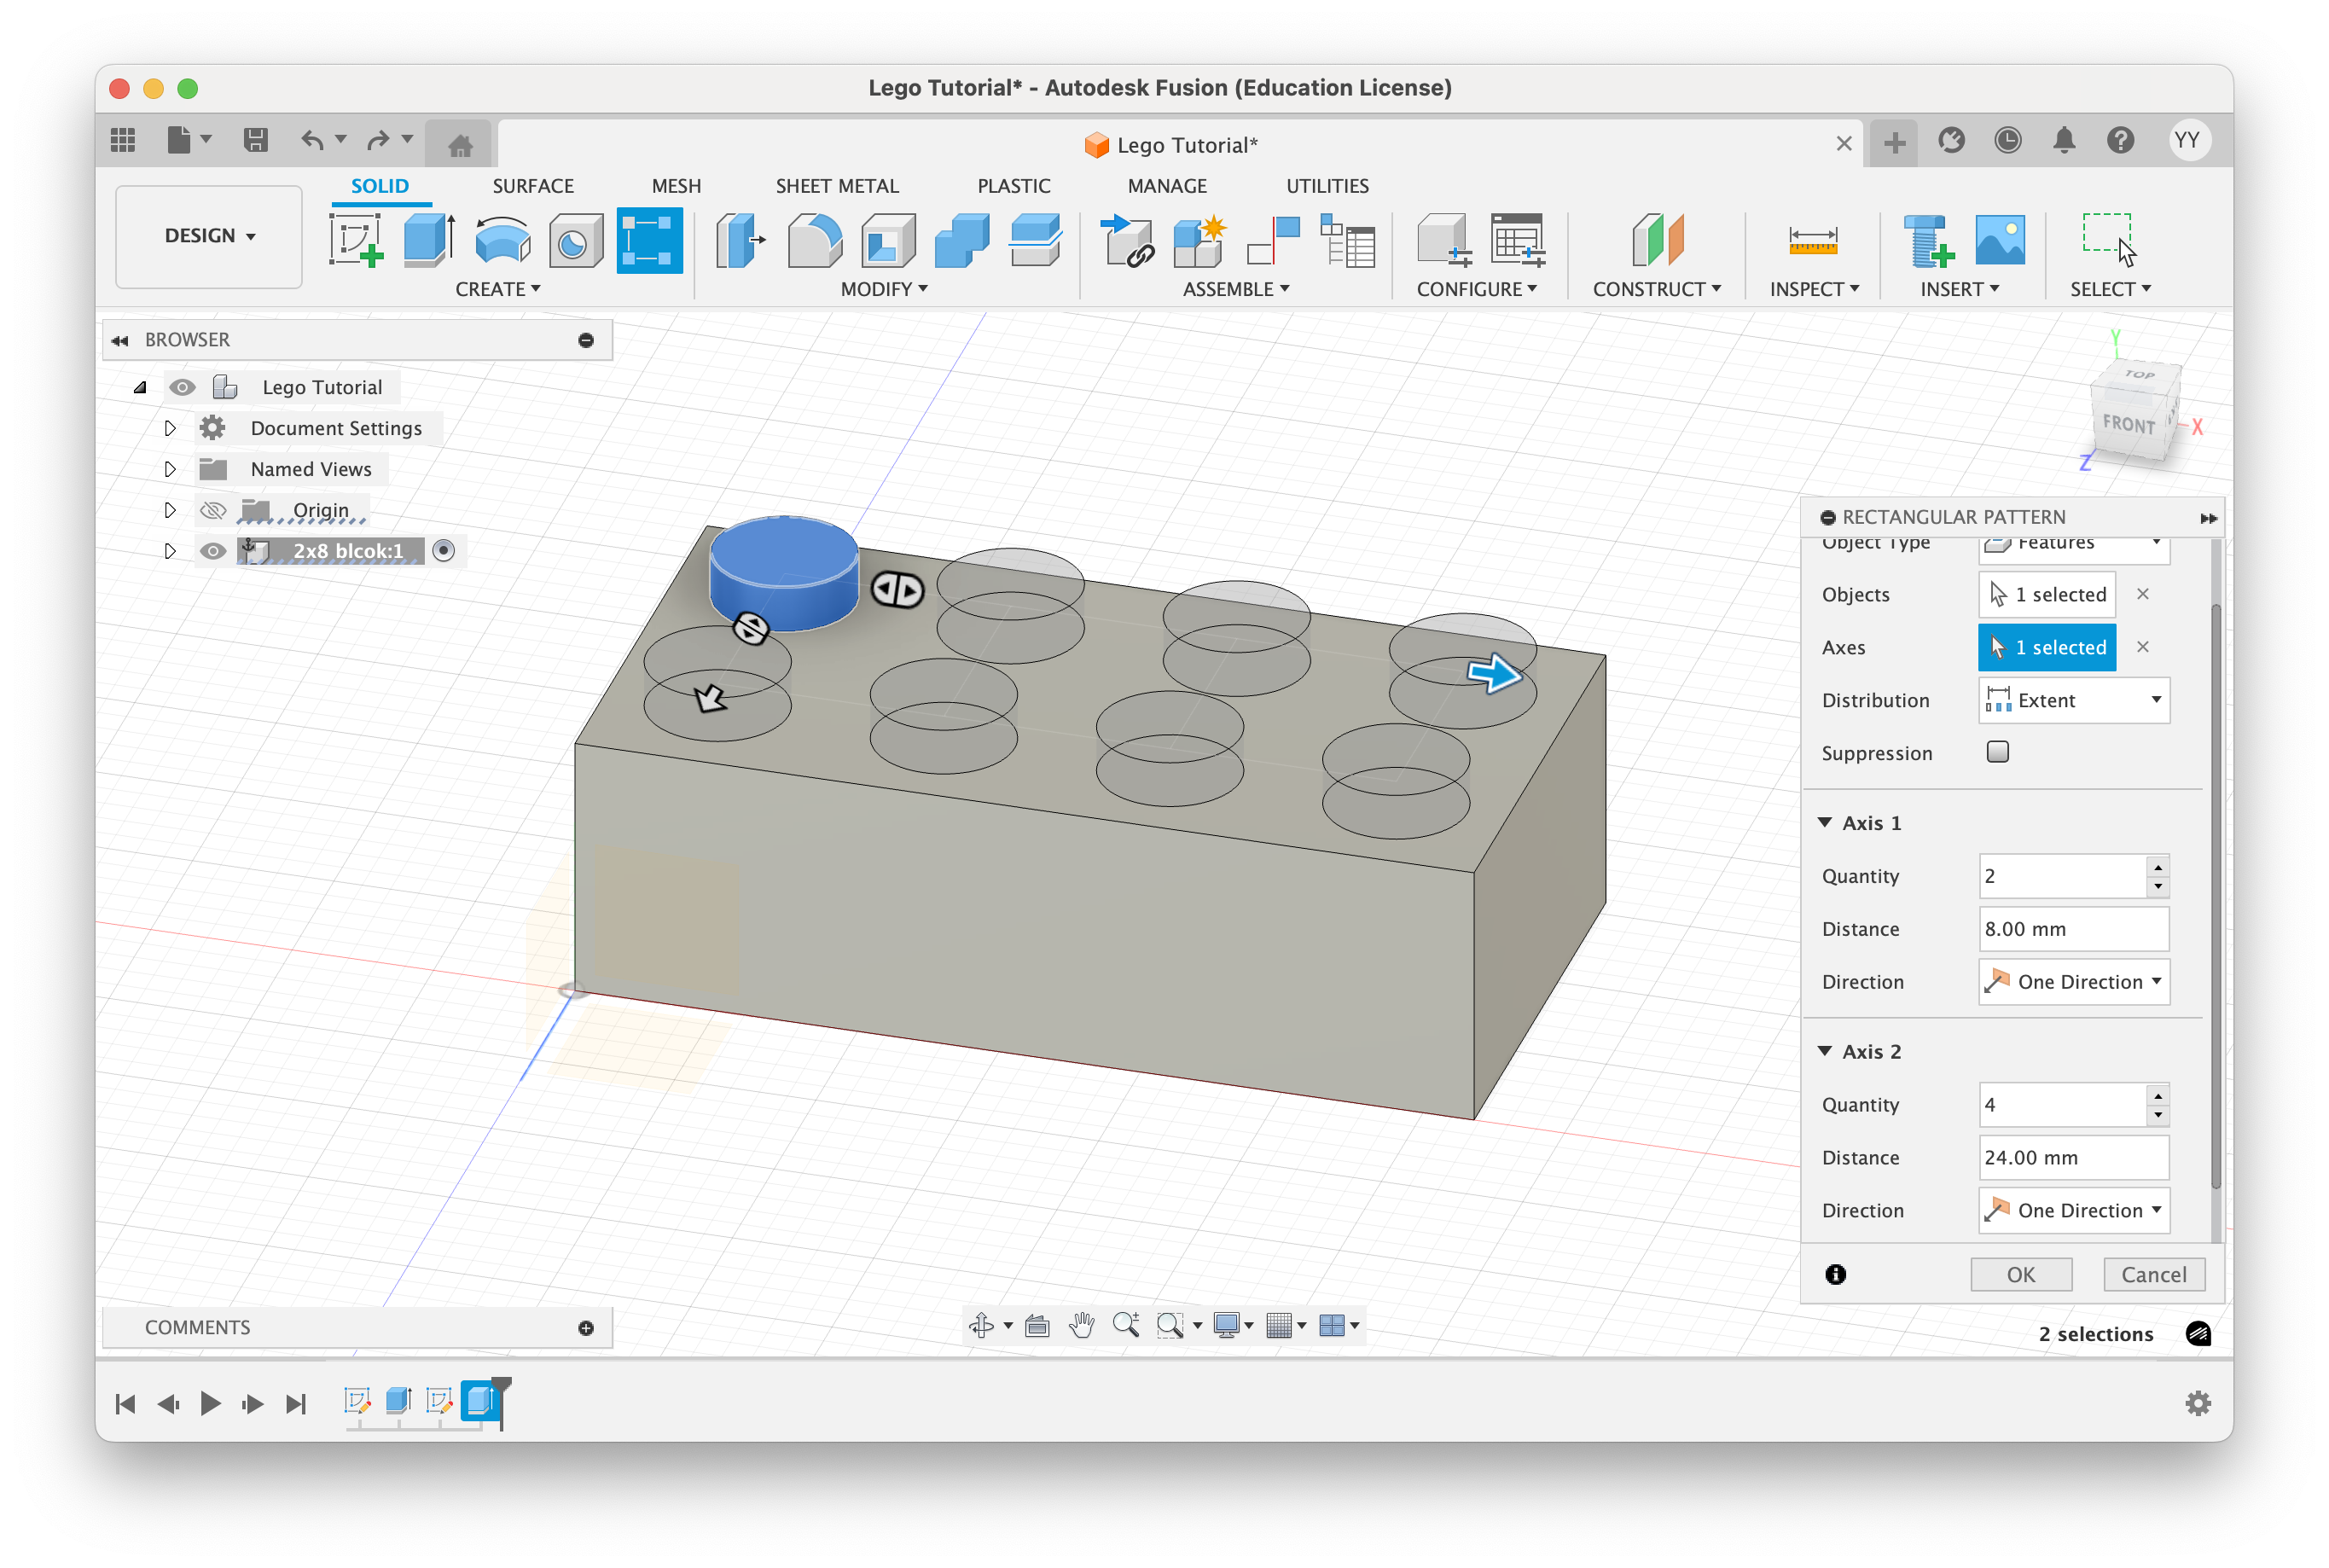 Lego Tutorial* - Autodesk Fusion (Education License)
Lego Tutorial*
YY
DESIGN
SOLID SURFACE MESH SHEET METAL PLASTIC MANAGE UTILITIES
CREATE MODIFY ASSEMBLE CONFIGURE CONSTRUCT INSPECT INSERT SELECT
BROWSER
Lego Tutorial
Document Settings
Named Views
Origin
2x8 blcok:1
Y
TOP
FRONT
X
Z
RECTANGULAR PATTERN
Object Type Features
Objects 1 selected
Axes 1 selected
Distribution Extent
Suppression
Axis 1
Quantity 2
Distance 8.00 mm
Direction One Direction
Axis 2
Quantity 4
Distance 24.00 mm
Direction One Direction
OK Cancel
COMMENTS
2 selections